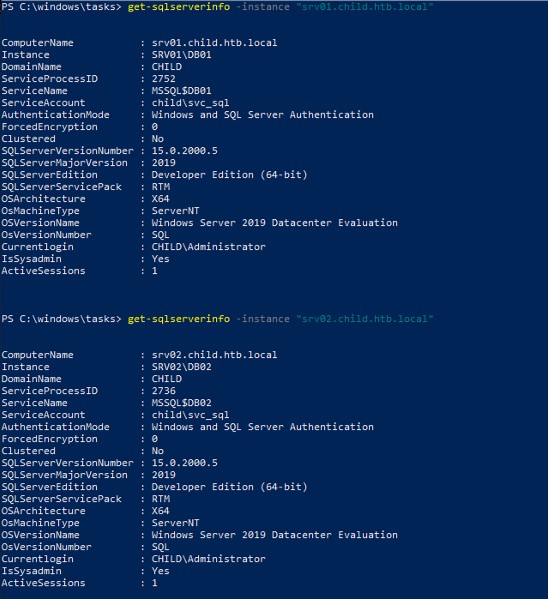 PS C:\windows\tasks> get-sqlserverinfo -instance "srv01.child.htb.local"
ComputerName : srv01.child.htb.local
Instance : SRV01\DB01
DomainName : CHILD
ServiceProcessID : 2752
ServiceName : MSSQL$DB01
ServiceAccount : child\svc_sql
AuthenticationMode : Windows and SQL Server Authentication
ForcedEncryption : 0
Clustered : No
SQLServerVersionNumber : 15.0.2000.5
SQLServerMajorVersion : 2019
SQLServerEdition : Developer Edition (64-bit)
SQLServerServicePack : RTM
OSArchitecture : X64
OsMachineType : ServerNT
OSVersionName : Windows Server 2019 Datacenter Evaluation
OsVersionNumber : SQL
Currentlogin : CHILD\Administrator
IsSysadmin : Yes
ActiveSessions : 1
PS C:\windows\tasks> get-sqlserverinfo -instance "srv02.child.htb.local"
ComputerName : srv02.child.htb.local
Instance : SRV02\DB02
DomainName : CHILD
ServiceProcessID : 2736
ServiceName : MSSQL$DB02
ServiceAccount : child\svc_sql
AuthenticationMode : Windows and SQL Server Authentication
ForcedEncryption : 0
Clustered : No
SQLServerVersionNumber : 15.0.2000.5
SQLServerMajorVersion : 2019
SQLServerEdition : Developer Edition (64-bit)
SQLServerServicePack : RTM
OSArchitecture : X64
OsMachineType : ServerNT
OSVersionName : Windows Server 2019 Datacenter Evaluation
OsVersionNumber : SQL
Currentlogin : CHILD\Administrator
IsSysadmin : Yes
ActiveSessions : 1